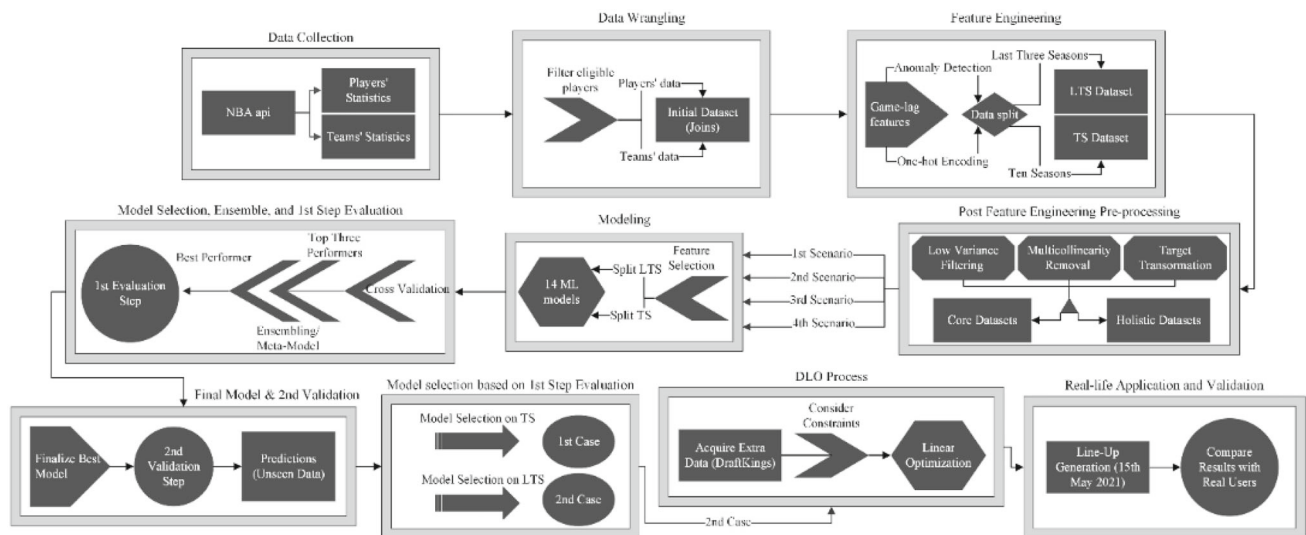 Data Collection
NBA api
Players'
Statistics
Teams' Statistics
Data Wrangling
Filter eligible
players
Players' data
Initial Dataset
(Joins)
Teams' data
Feature Engineering
Anomaly Detection
Last Three Seasons
Game-lag
features
Data split
LTS Dataset
TS Dataset
One-hot Encoding
Ten Seasons
Model Selection, Ensemble, and 1st Step Evaluation
1st Evaluation
Step
Best Performer
Top Three
Performers
Cross Validation
Ensembling/
Meta-Model
Modeling
14 ML
models
Split LTS
Split TS
Feature
Selection
1st Scenario
2nd Scenario
3rd Scenario
4th Scenario
Post Feature Engineering Pre-processing
Low Variance
Filtering
Multicollinearity
Removal
Target
Transormation
Core Datasets
Holistic Datasets
Final Model & 2nd Validation
Finalize Best
Model
2nd
Validation
Step
Predictions
(Unseen Data)
Model selection based on 1st Step Evaluation
Model Selection on TS
1st Case
Model Selection on LTS
2nd Case
2nd Case
DLO Process
Acquire Extra
Data (DraftKings)
Consider
Constraints
Linear
Optimization
Real-life Application and Validation
Line-Up
Generation (15th
May 2021)
Compare
Results with
Real Users